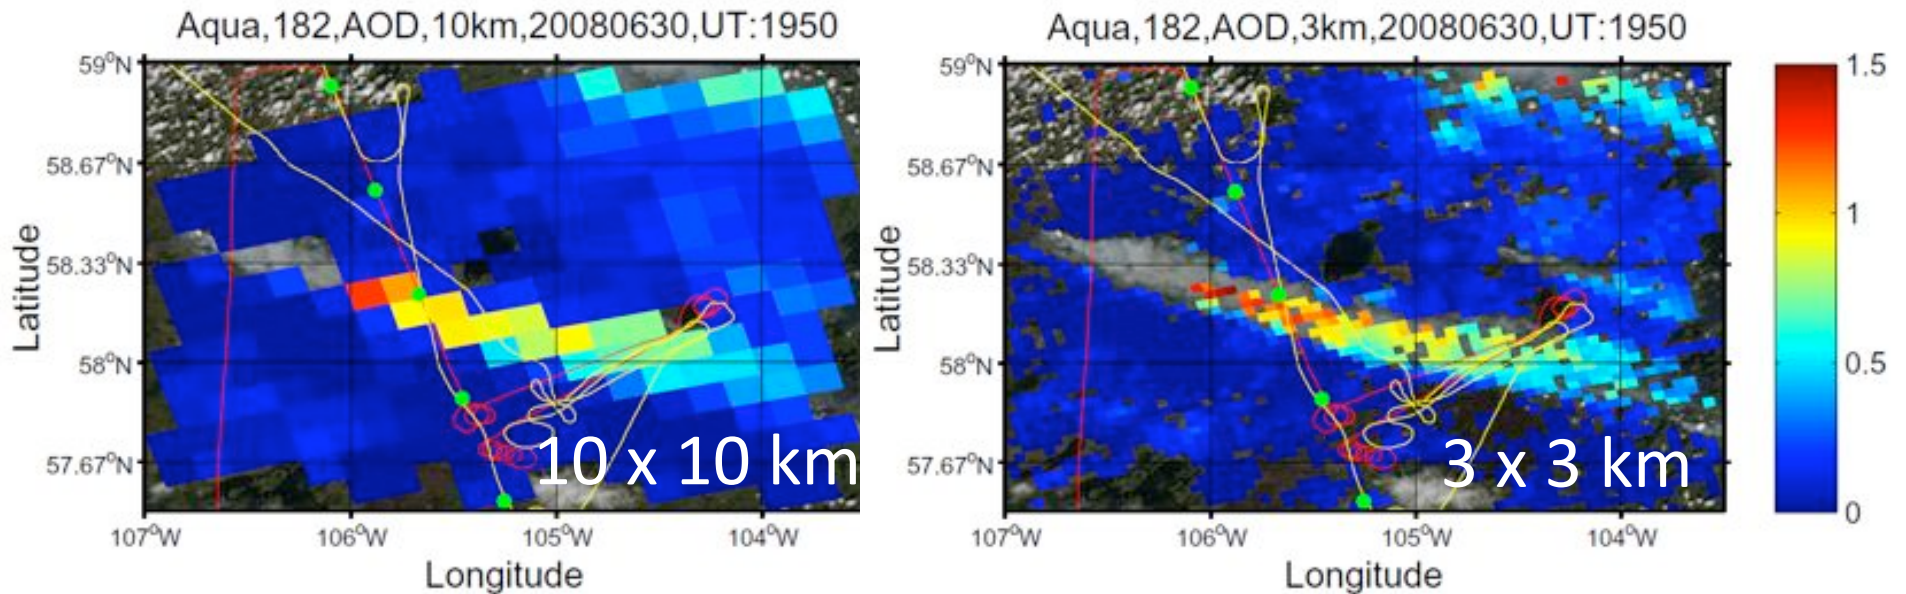 Aqua,182,AOD,10km,20080630,UT:1950
59°N
58.67°N
58.33°N
58°N
57.67°N
Latitude
10 x 10 km
107°W 106°W 105°W 104°W
Longitude
Aqua,182,AOD,3km,20080630,UT:1950
59°N
58.67°N
58.33°N
58°N
57.67°N
Latitude
3 x 3 km
107°W 106°W 105°W 104°W
Longitude
1.5
1
0.5
0